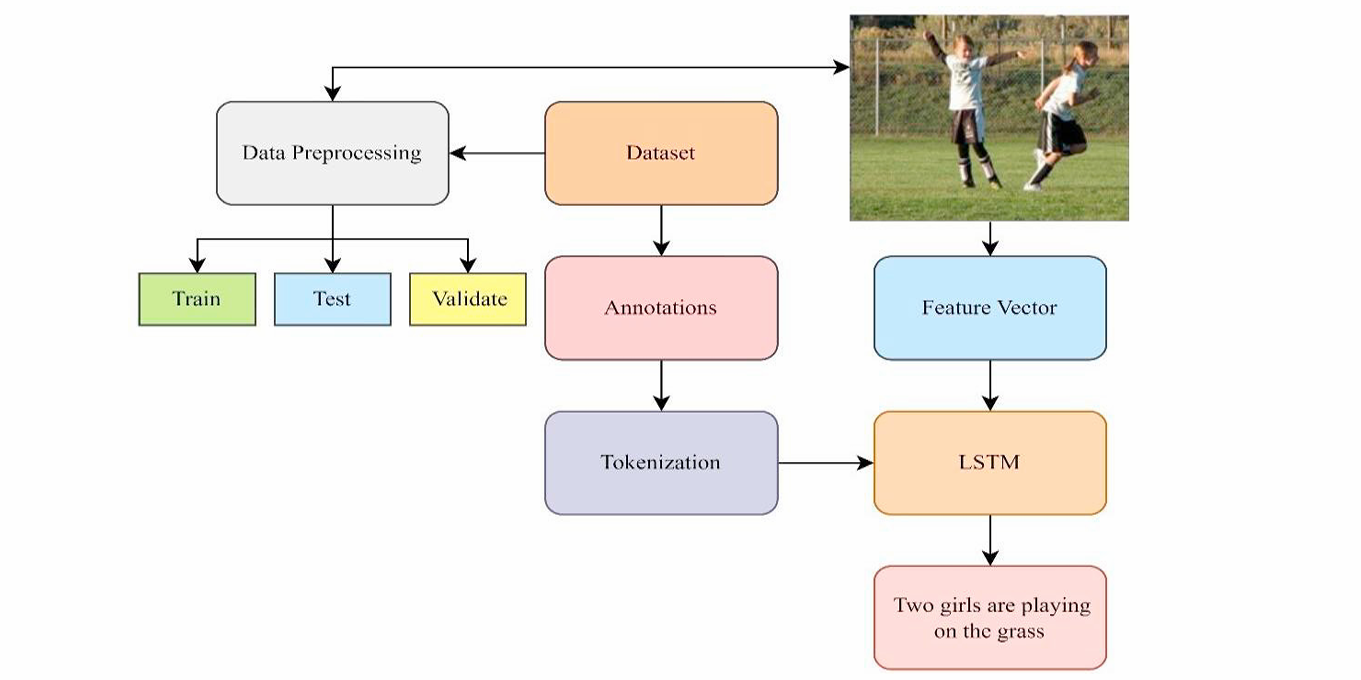 Data Preprocessing
Dataset
Train
Test
Validate
Annotations
Feature Vector
Tokenization
LSTM
Two girls are playing
on the grass